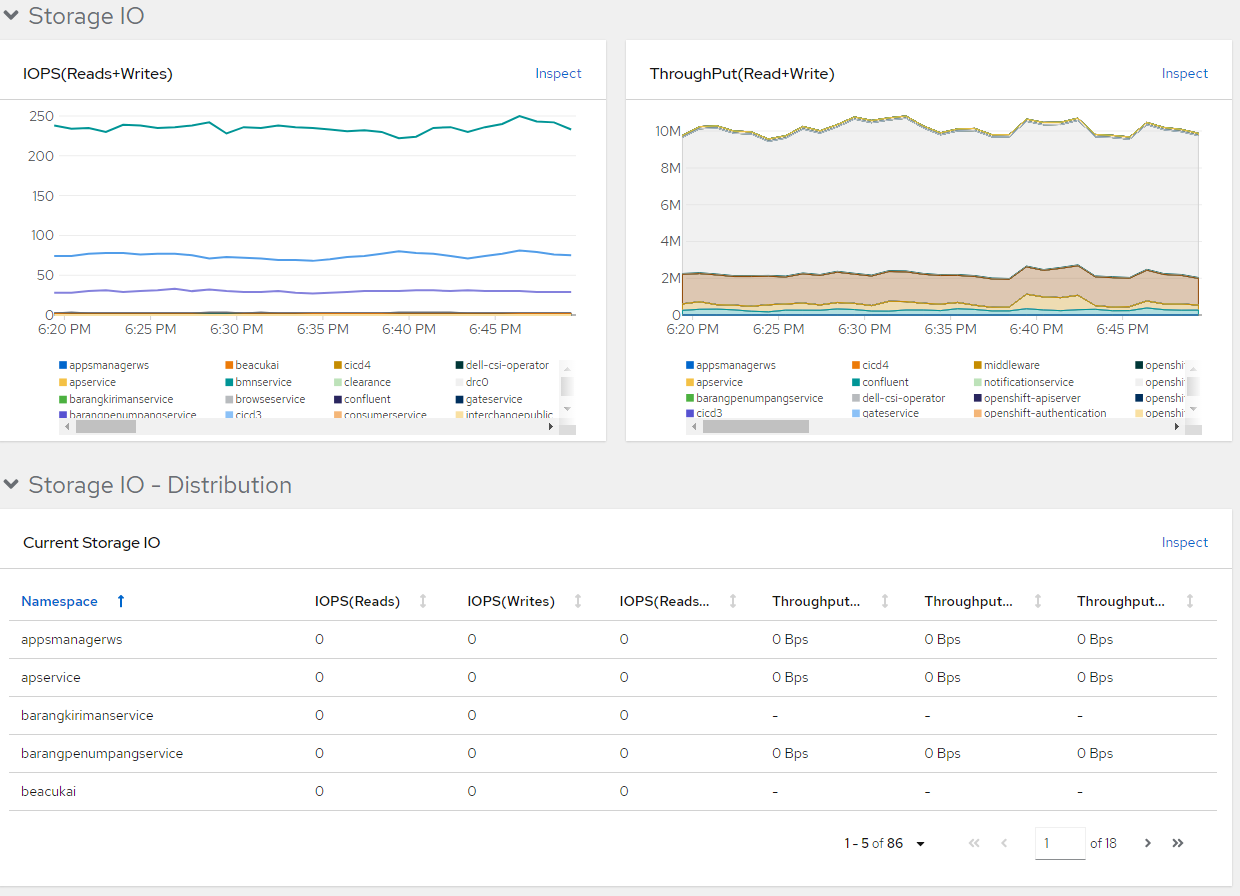 Storage IO
IOPS(Reads+Writes) Inspect
250
200
150
100
50
0
6:20 PM 6:25 PM 6:30 PM 6:35 PM 6:40 PM 6:45 PM
appsmanagerws beacukai cicd4 dell-csi-operator
apservice bmnservice clearance drc0
barangkirimanservice browseservice confluent gateservice
barangpenumpangservice cicd3 consumerservice interchangepublic
ThroughPut(Read+Write) Inspect
10M
8M
6M
4M
2M
0
6:20 PM 6:25 PM 6:30 PM 6:35 PM 6:40 PM 6:45 PM
appsmanagerws cicd4 middleware openshi
apservice confluent notificationservice openshi
barangpenumpangservice dell-csi-operator openshift-apiserver openshi
cicd3 gateservice openshift-authentication openshi
Storage IO - Distribution
Current Storage IO Inspect
Namespace IOPS(Reads) IOPS(Writes) IOPS(Reads... Throughput... Throughput... Throughput...
appsmanagerws 0 0 0 0 Bps 0 Bps 0 Bps
apservice 0 0 0 0 Bps 0 Bps 0 Bps
barangkirimanservice 0 0 0 - - -
barangpenumpangservice 0 0 0 0 Bps 0 Bps 0 Bps
beacukai 0 0 0 - - -
1 - 5 of 86 1 of 18